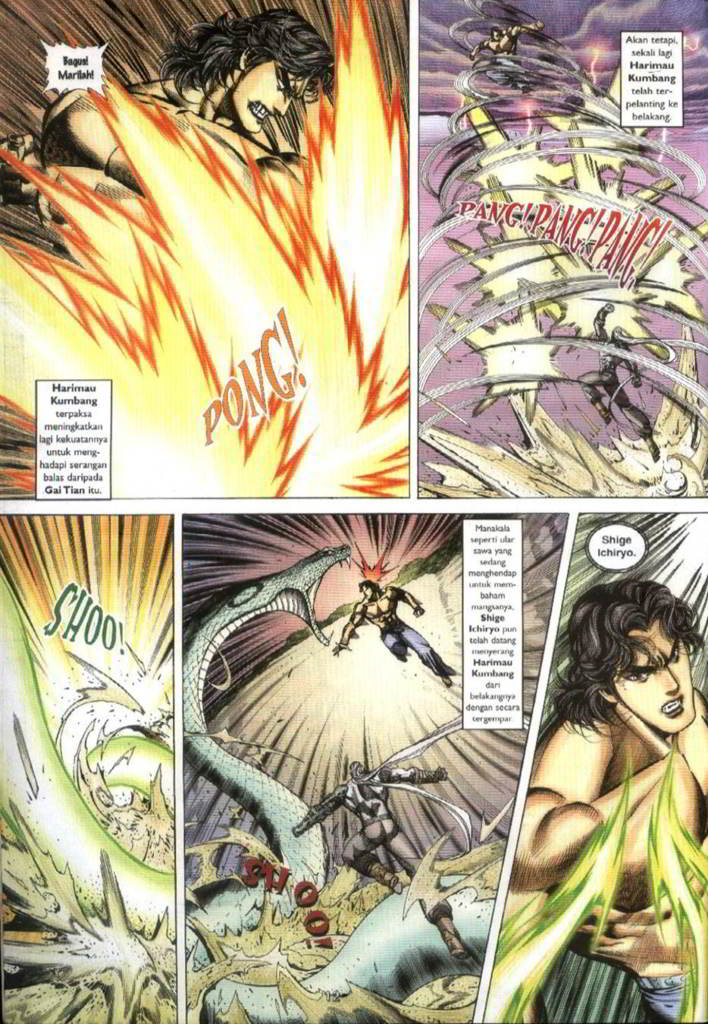 Bagus!
Marilah!
PONG!
Harimau
Kumbang
terpaksa
meningkatkan
lagi kekuatannya
untuk meng-
hadapi serangan
balas daripada
Gai Tian itu.
Akan tetapi,
sekali lagi
Harimau
Kumbang
telah ter-
pelanting ke
belakang.
PANG! PANG! PANG!
SHOO!
Manakala
seperti ular
sawa yang
sedang
menghendap
untuk mem-
baham
mangsanya,
Shige
Ichiryo pun
telah datang
menyerang
Harimau
Kumbang
dari
belakangnya
dengan secara
tergempar.
SHOO!
Shige
Ichiryo.